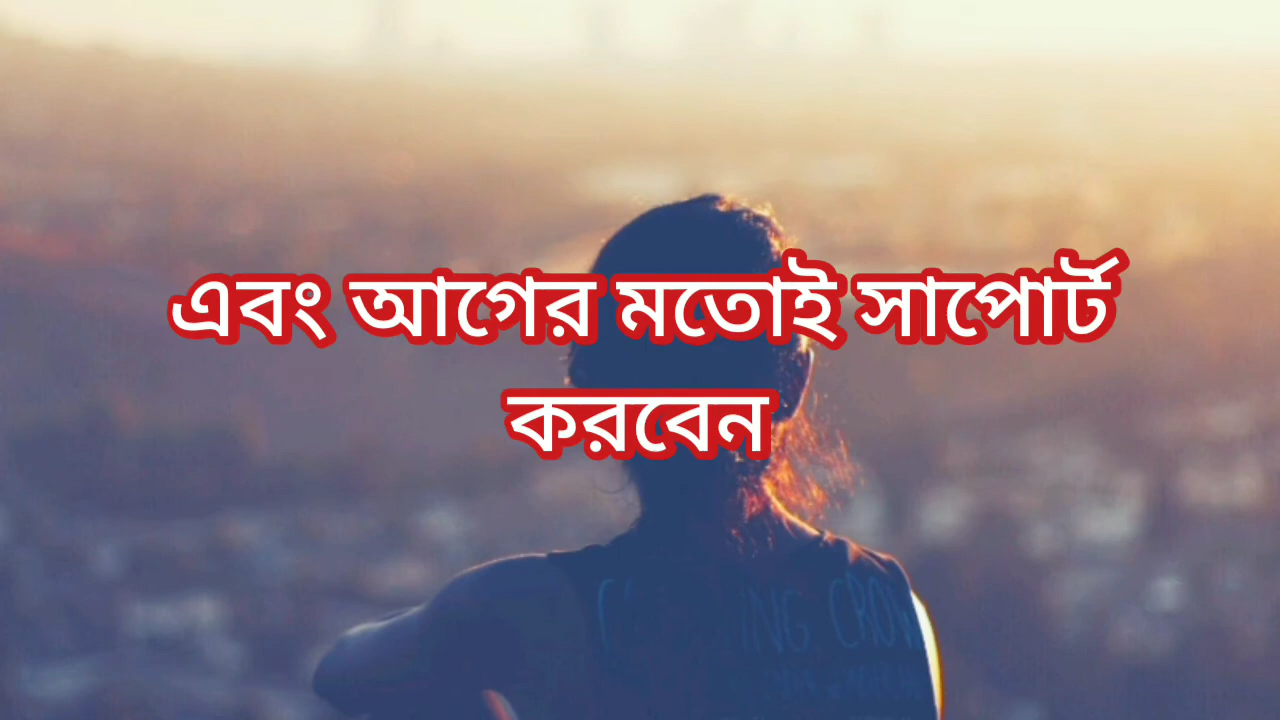 এবং আগের মতোই সাপোর্ট
করবেন